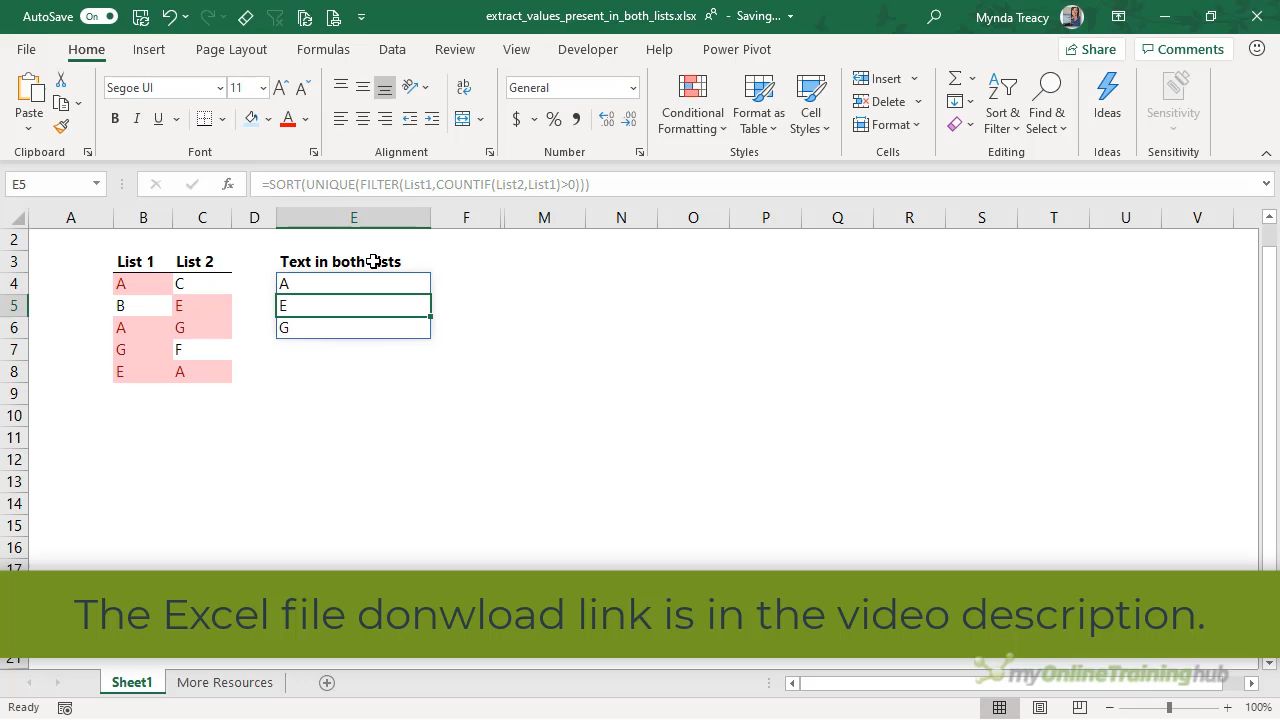 AutoSave On extract_values_present_in_both_lists.xlsx - Saving... Mynda Treacy
File Home Insert Page Layout Formulas Data Review View Developer Help Power Pivot Share Comments
Paste Segoe UI 11 General Conditional Formatting Format as Table Cell Styles Insert Delete Format Sort & Filter Find & Select Ideas Sensitivity
Clipboard Font Alignment Number Styles Cells Editing Ideas Sensitivity
E5 fx =SORT(UNIQUE(FILTER(List1,COUNTIF(List2,List1)>0)))
A B C D E F M N O P Q R S T U V
2
3 List 1 List 2 Text in both
4 A C A
5 B E E
6 A G G
7 G F
8 E A
9
10
11
12
13
14
15
16
17
The Excel file donwload link is in the video description.
21
myOnlineTraininghub
Sheet1 More Resources
Ready 100%